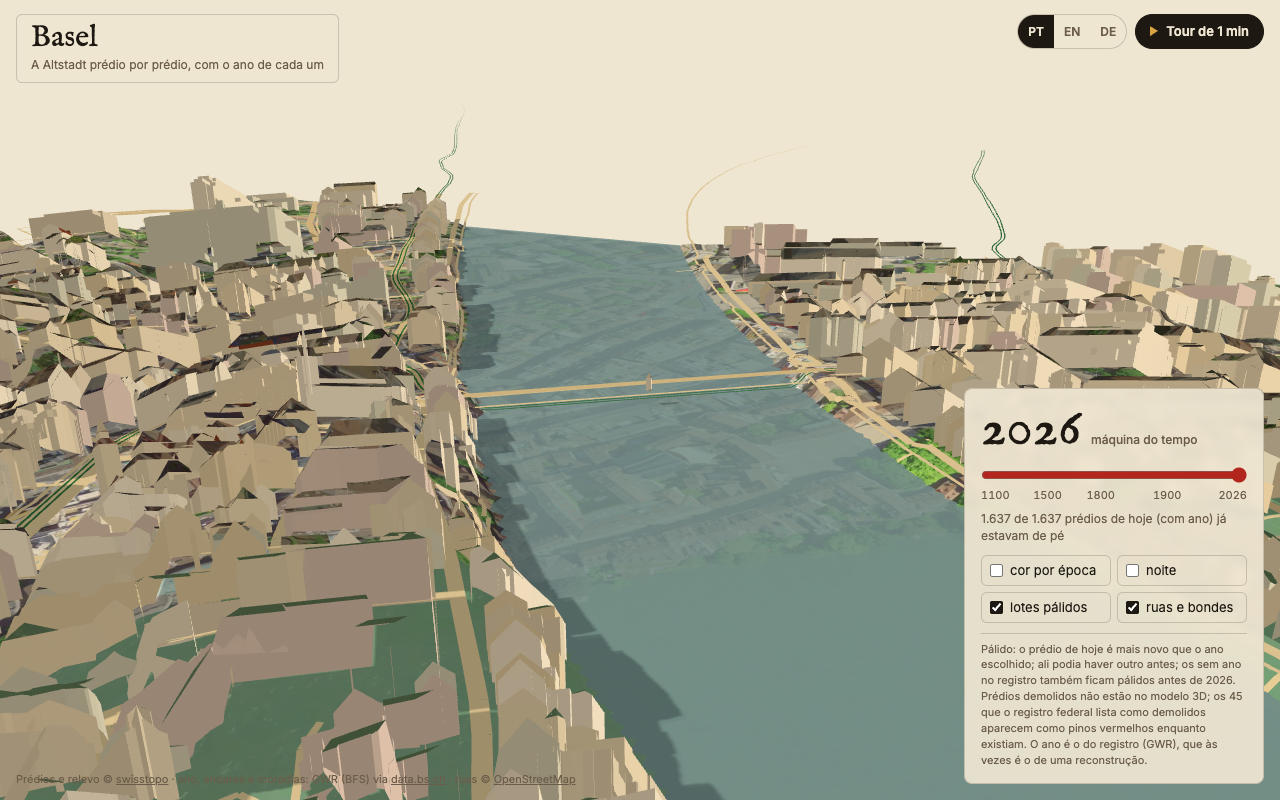 Basel
A Altstadt prédio por prédio, com o ano de cada um
PT EN DE
Tour de 1 min
2026 máquina do tempo
1100 1500 1800 1900 2026
1.637 de 1.637 prédios de hoje (com ano) já
estavam de pé
cor por época
noite
lotes pálidos
ruas e bondes
Pálido: o prédio de hoje é mais novo que o ano
escolhido; ali podia haver outro antes; os sem ano
no registro também ficam pálidos antes de 2026.
Prédios demolidos não estão no modelo 3D; os 45
que o registro federal lista como demolidos
aparecem como pinos vermelhos enquanto
existiam. O ano é o do registro (GWR), que às
vezes é o de uma reconstrução.
Prédios e relevo © swisstopo · GWR (BFS) via data.bs.ch © OpenStreetMap